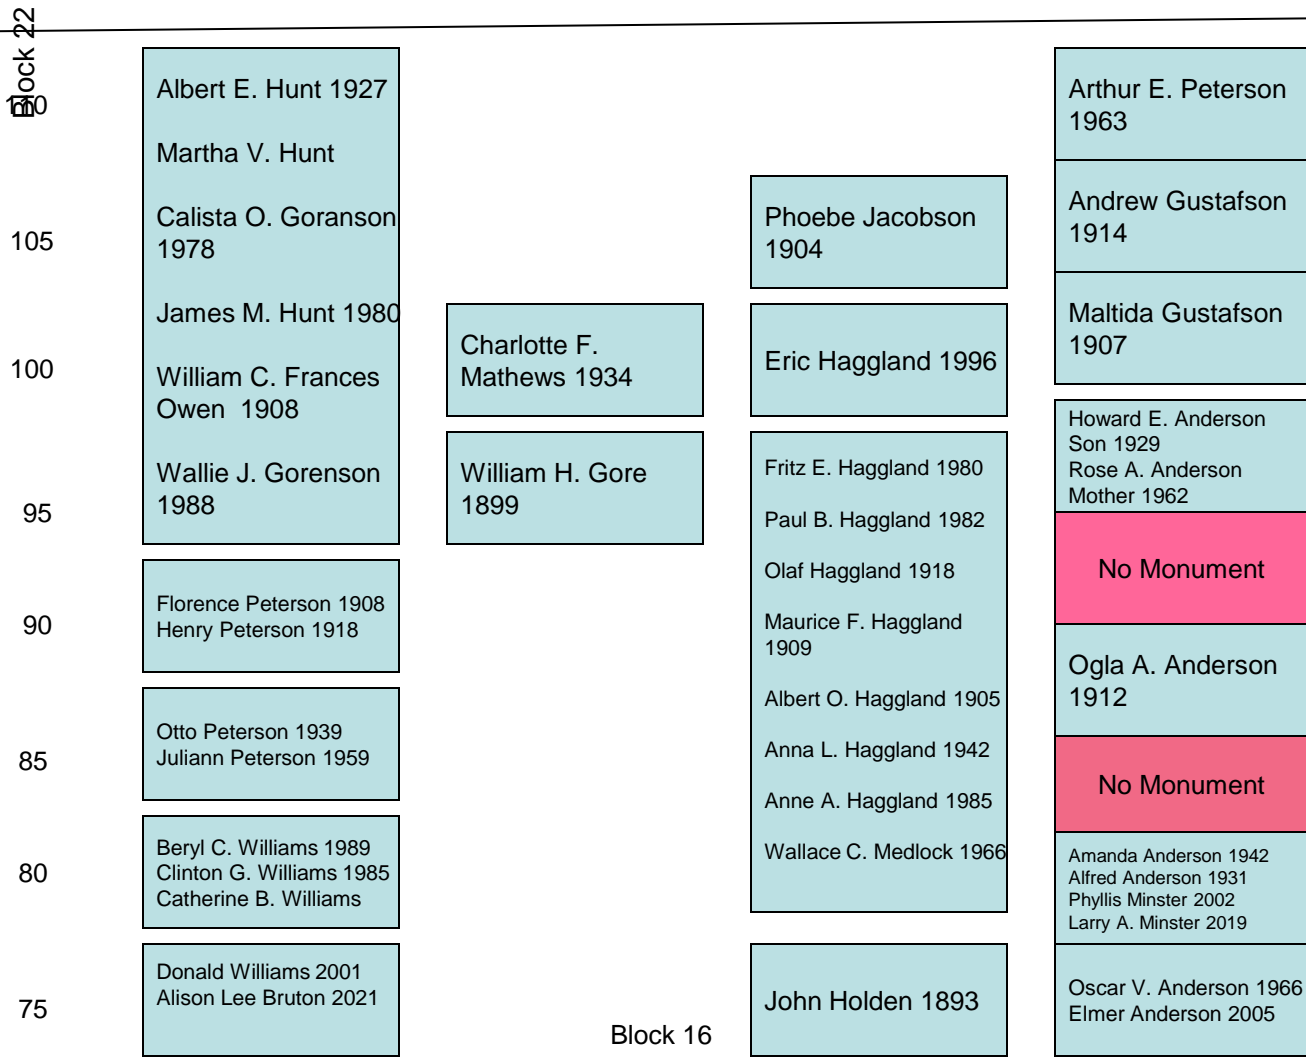 Block 22
110
105
100
95
90
85
80
75
Albert E. Hunt 1927
Martha V. Hunt
Calista O. Goranson
1978
James M. Hunt 1980
William C. Frances
Owen  1908
Wallie J. Gorenson
1988
Florence Peterson 1908
Henry Peterson 1918
Otto Peterson 1939
Juliann Peterson 1959
Beryl C. Williams 1989
Clinton G. Williams 1985
Catherine B. Williams
Donald Williams 2001
Alison Lee Bruton 2021
Charlotte F.
Mathews 1934
William H. Gore
1899
Block 16
Phoebe Jacobson
1904
Eric Haggland 1996
Fritz E. Haggland 1980
Paul B. Haggland 1982
Olaf Haggland 1918
Maurice F. Haggland
1909
Albert O. Haggland 1905
Anna L. Haggland 1942
Anne A. Haggland 1985
Wallace C. Medlock 1966
John Holden 1893
Arthur E. Peterson
1963
Andrew Gustafson
1914
Maltida Gustafson
1907
Howard E. Anderson
Son 1929
Rose A. Anderson
Mother 1962
No Monument
Ogla A. Anderson
1912
No Monument
Amanda Anderson 1942
Alfred Anderson 1931
Phyllis Minster 2002
Larry A. Minster 2019
Oscar V. Anderson 1966
Elmer Anderson 2005